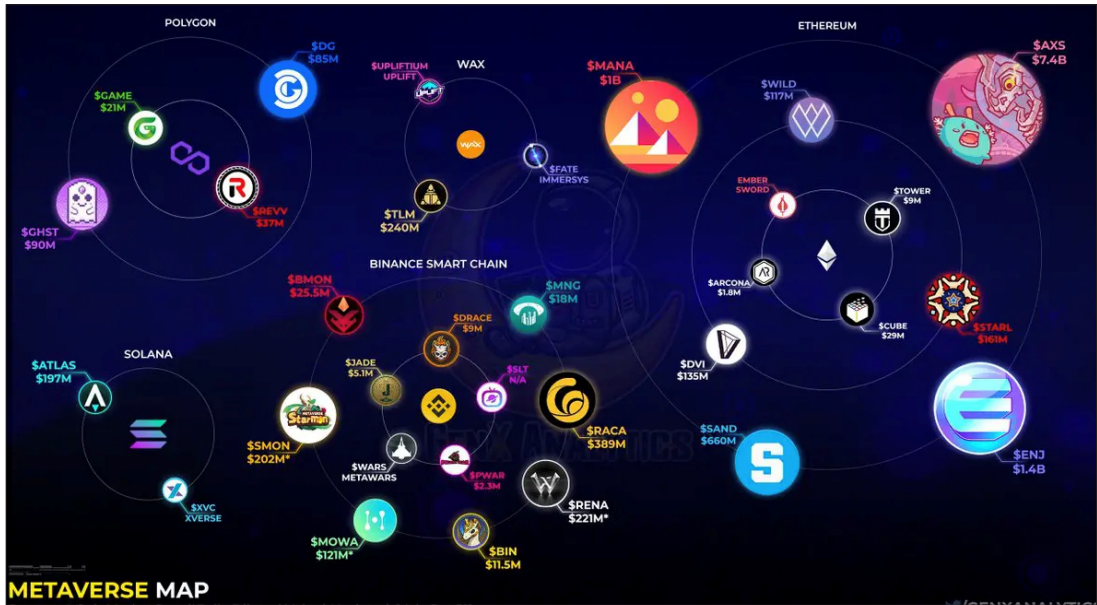 POLYGON
$DG
$85M
$GAME
$21M
$REVV
$37M
$GHST
$90M
WAX
$UPLIFTIUM
UPLIFT
UPLIFT
WAX
$FATE
IMMERSYS
$TLM
$240M
ETHEREUM
$MANA
$1B
$WILD
$117M
$AXS
$7.4B
EMBER
SWORD
$TOWER
$9M
$ARCONA
$1.8M
$CUBE
$29M
$STARL
$161M
$DVI
$135M
$SAND
$660M
$ENJ
$1.4B
BINANCE SMART CHAIN
$BMON
$25.5M
$MNG
$18M
$DRACE
$9M
$JADE
$5.1M
$SLT
N/A
$RACA
$389M
$SMON
$202M*
$WARS
METAWARS
$PWAR
$2.3M
$RENA
$221M*
$MOWA
$121M*
$BIN
$11.5M
SOLANA
$ATLAS
$197M
$XVC
XVERSE
GENX ANALYTICS
METAVERSE MAP